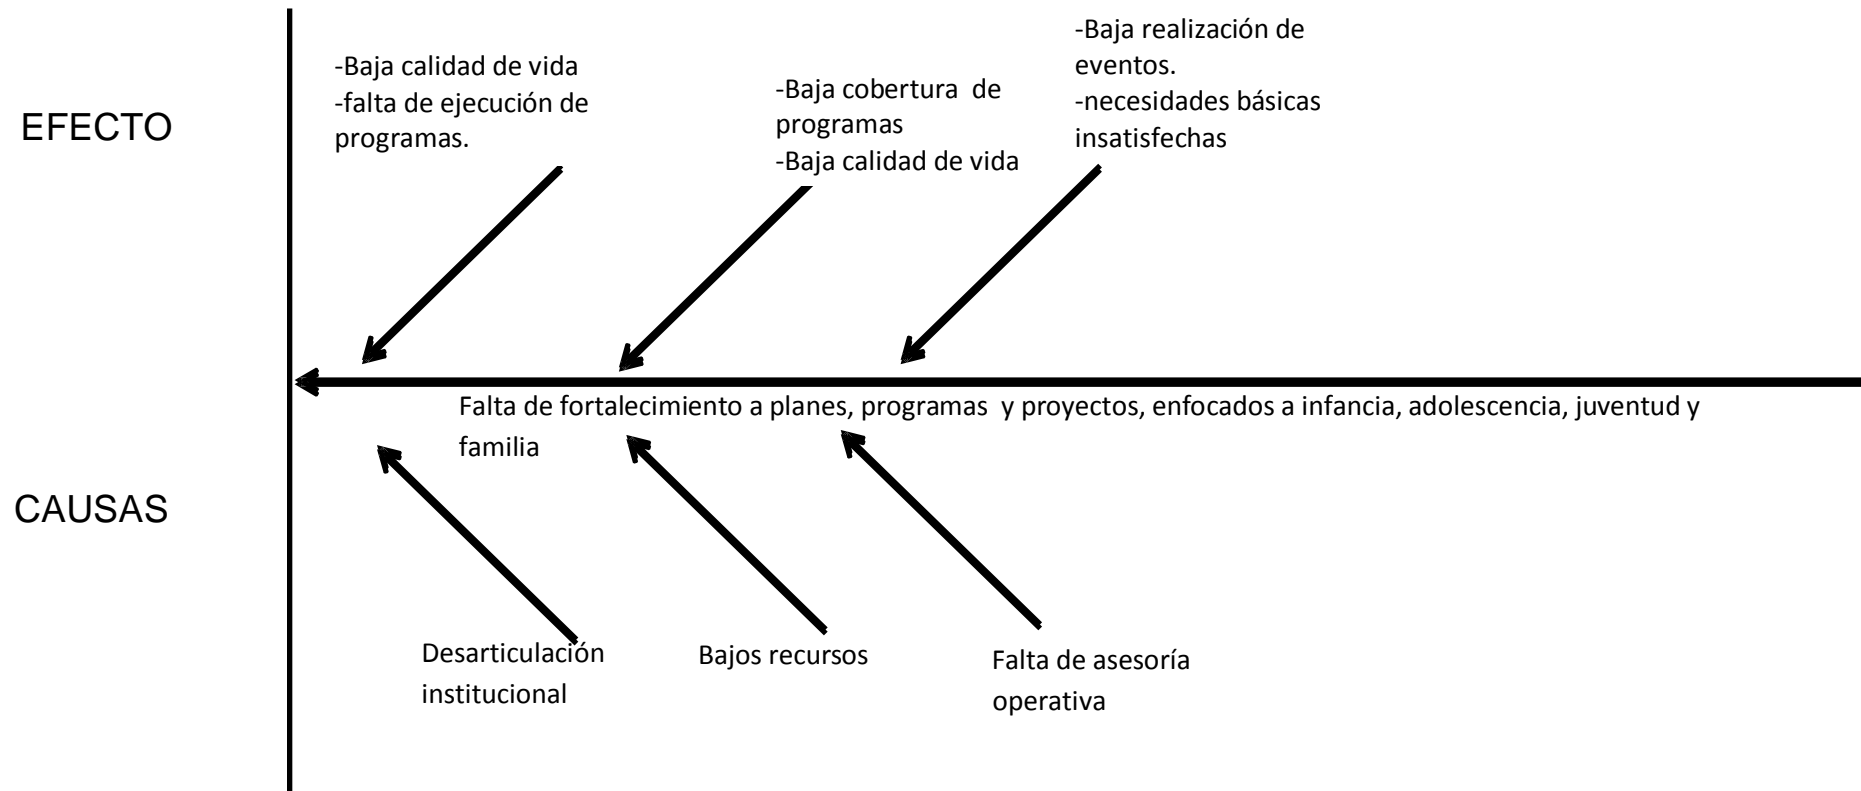 EFECTO
-Baja calidad de vida
-falta de ejecución de
programas.
-Baja cobertura  de
programas
-Baja calidad de vida
-Baja realización de
eventos.
-necesidades básicas
insatisfechas
Falta de fortalecimiento a planes, programas  y proyectos, enfocados a infancia, adolescencia, juventud y
familia
CAUSAS
Desarticulación
institucional
Bajos recursos
Falta de asesoría
operativa